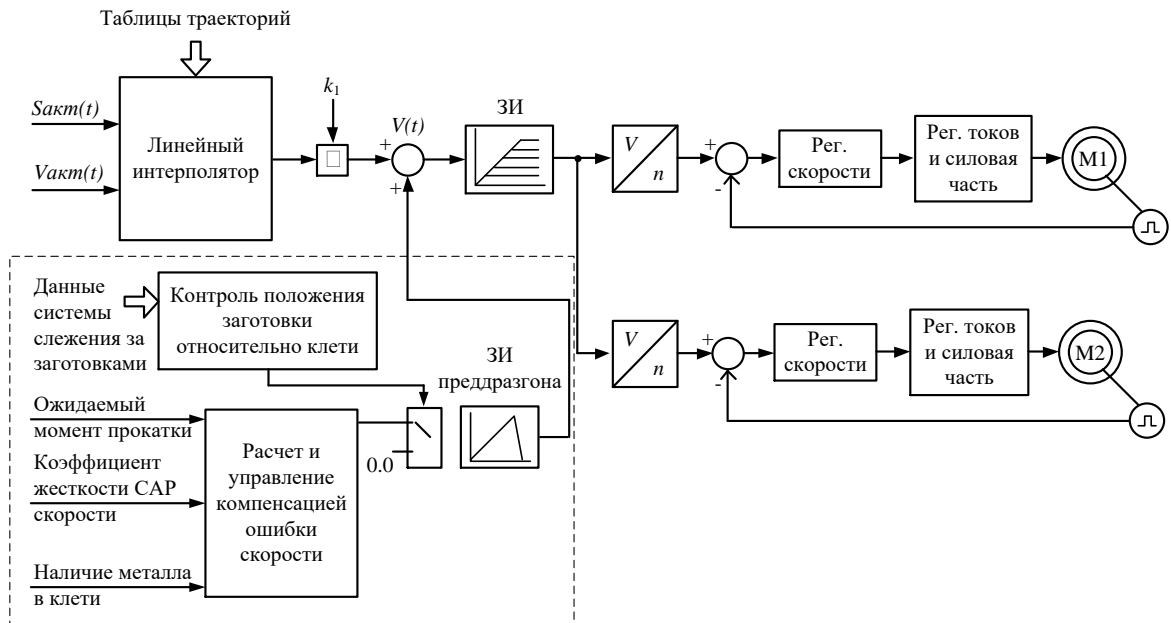 Таблицы траекторий
Sакт(t)
Vакт(t)
Линейный
интерполятор
k1
+
V(t)
+
ЗИ
V
n
+
-
Рег.
скорости
Рег. токов
и силовая
часть
М1
Данные
системы
слежения за
заготовками
Контроль положения
заготовки
относительно клети
ЗИ
преддразгона
V
n
+
-
Рег.
скорости
Рег. токов
и силовая
часть
М2
Ожидаемый
момент прокатки
Коэффициент
жесткости САР
скорости
Наличие металла
в клети
Расчет и
управление
компенсацией
ошибки
скорости
0.0